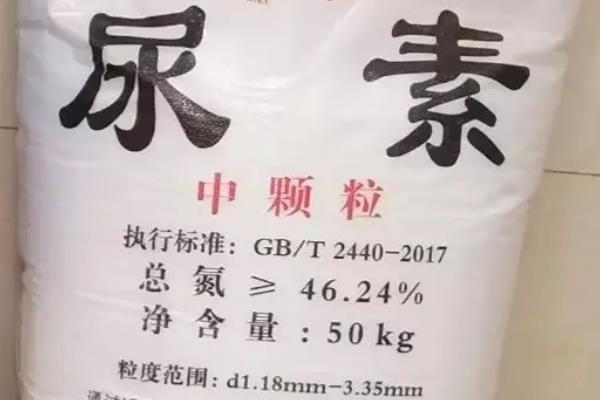 尿素
中颗粒
执行标准：GB/T 2440-2017
总氮 ≥ 46.24%
净含量：50kg
粒度范围：d1.18mm-3.35mm